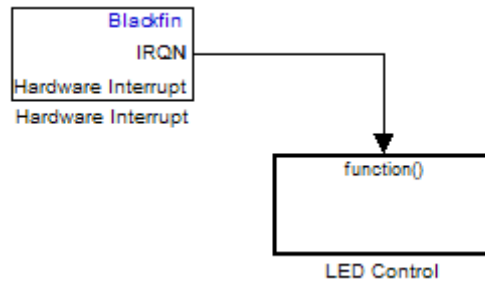 Blackfin
IRQN
Hardware Interrupt
Hardware Interrupt
function()
LED Control